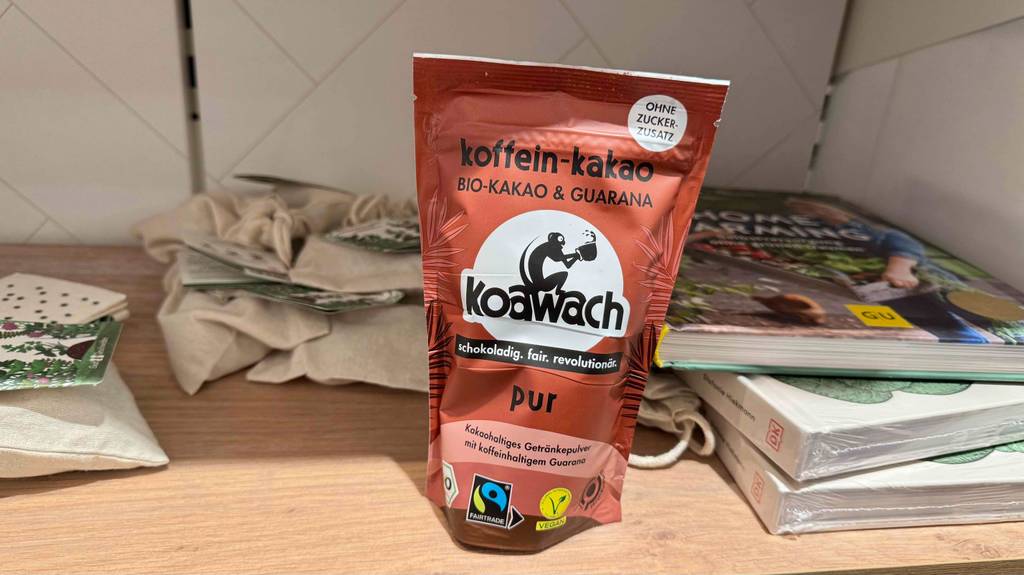 OHNE
ZUCKER-
ZUSATZ
koffein-kakao
BIO-KAKAO & GUARANA
koawach
schokoladig. fair. revolutionär.
pur
Kakaohaltiges Getränkepulver
mit koffeinhaltigem Guarana
FAIRTRADE
VEGAN
GU
DK